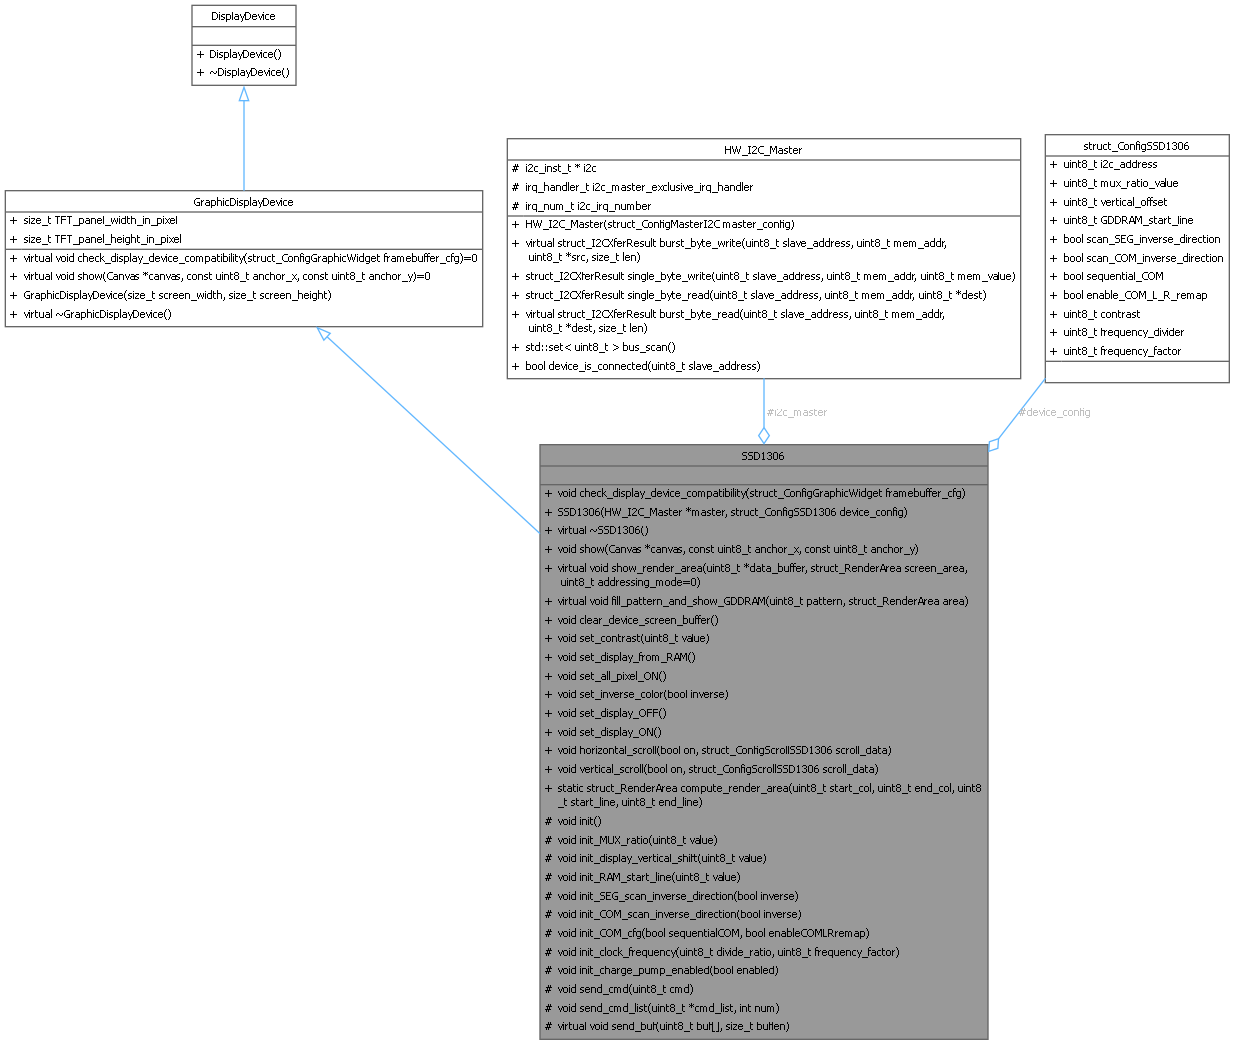 DisplayDevice
+ DisplayDevice()
+ ~DisplayDevice()
GraphicDisplayDevice
+ size_t TFT_panel_width_in_pixel
+ size_t TFT_panel_height_in_pixel
+ virtual void check_display_device_compatibility(struct_ConfigGraphicWidget framebuffer_cfg)=0
+ virtual void show(Canvas *canvas, const uint8_t anchor_x, const uint8_t anchor_y)=0
+ GraphicDisplayDevice(size_t screen_width, size_t screen_height)
+ virtual ~GraphicDisplayDevice()
HW_I2C_Master
# i2c_inst_t * i2c
# irq_handler_t i2c_master_exclusive_irq_handler
# irq_num_t i2c_irq_number
+ HW_I2C_Master(struct_ConfigMasterI2C master_config)
+ virtual struct_I2CXferResult burst_byte_write(uint8_t slave_address, uint8_t mem_addr,
uint8_t *src, size_t len)
+ struct_I2CXferResult single_byte_write(uint8_t slave_address, uint8_t mem_addr, uint8_t mem_value)
+ struct_I2CXferResult single_byte_read(uint8_t slave_address, uint8_t mem_addr, uint8_t *dest)
+ virtual struct_I2CXferResult burst_byte_read(uint8_t slave_address, uint8_t mem_addr,
uint8_t *dest, size_t len)
+ std::set< uint8_t > bus_scan()
+ bool device_is_connected(uint8_t slave_address)
struct_ConfigSSD1306
+ uint8_t i2c_address
+ uint8_t mux_ratio_value
+ uint8_t vertical_offset
+ uint8_t GDDRAM_start_line
+ bool scan_SEG_inverse_direction
+ bool scan_COM_inverse_direction
+ bool sequential_COM
+ bool enable_COM_L_R_remap
+ uint8_t contrast
+ uint8_t frequency_divider
+ uint8_t frequency_factor
#i2c_master
#device_config
SSD1306
+ void check_display_device_compatibility(struct_ConfigGraphicWidget framebuffer_cfg)
+ SSD1306(HW_I2C_Master *master, struct_ConfigSSD1306 device_config)
+ virtual ~SSD1306()
+ void show(Canvas *canvas, const uint8_t anchor_x, const uint8_t anchor_y)
+ virtual void show_render_area(uint8_t *data_buffer, struct_RenderArea screen_area,
uint8_t addressing_mode=0)
+ virtual void fill_pattern_and_show_GDDRAM(uint8_t pattern, struct_RenderArea area)
+ void clear_device_screen_buffer()
+ void set_contrast(uint8_t value)
+ void set_display_from_RAM()
+ void set_all_pixel_ON()
+ void set_inverse_color(bool inverse)
+ void set_display_OFF()
+ void set_display_ON()
+ void horizontal_scroll(bool on, struct_ConfigScrollSSD1306 scroll_data)
+ void vertical_scroll(bool on, struct_ConfigScrollSSD1306 scroll_data)
+ static struct_RenderArea compute_render_area(uint8_t start_col, uint8_t end_col, uint8
_t start_line, uint8_t end_line)
# void init()
# void init_MUX_ratio(uint8_t value)
# void init_display_vertical_shift(uint8_t value)
# void init_RAM_start_line(uint8_t value)
# void init_SEG_scan_inverse_direction(bool inverse)
# void init_COM_scan_inverse_direction(bool inverse)
# void init_COM_cfg(bool sequentialCOM, bool enableCOMLRremap)
# void init_clock_frequency(uint8_t divide_ratio, uint8_t frequency_factor)
# void init_charge_pump_enabled(bool enabled)
# void send_cmd(uint8_t cmd)
# void send_cmd_list(uint8_t *cmd_list, int num)
# virtual void send_buf(uint8_t buf[], size_t buflen)